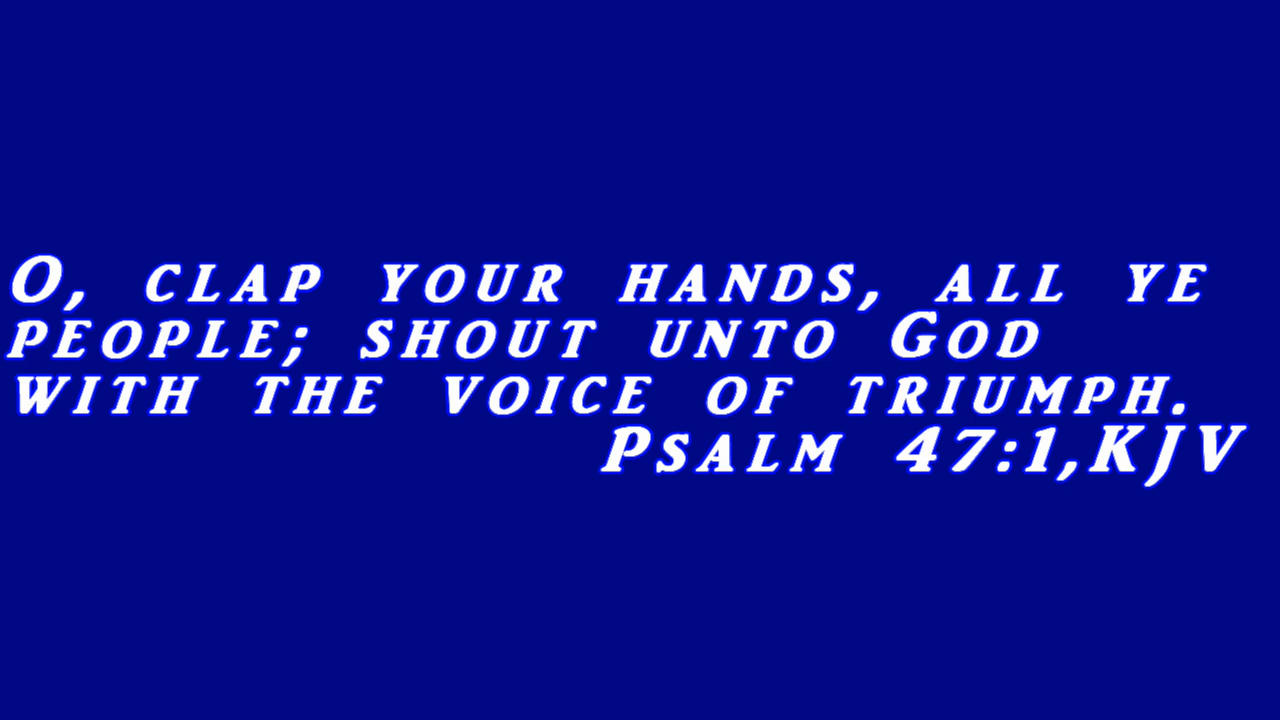 O, clap your hands, all ye
people; shout unto God
with the voice of triumph.
Psalm 47:1,KJV